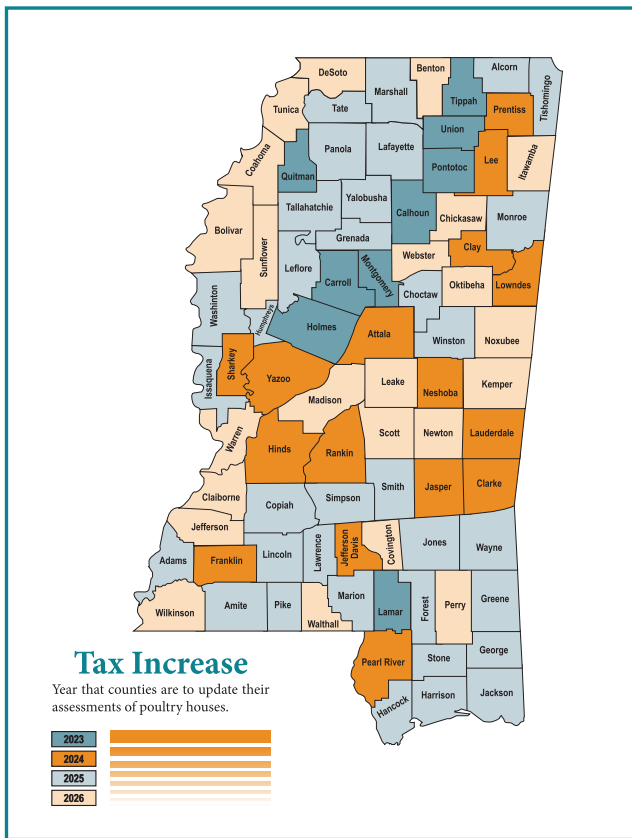 DeSoto
Benton
Alcorn
Tishomingo
Marshall
Tippah
Prentiss
Tunica
Tate
Union
Coahoma
Panola
Lafayette
Lee
Itawamba
Quitman
Pontotoc
Tallahatchie
Yalobusha
Calhoun
Chickasaw
Monroe
Bolivar
Sunflower
Grenada
Webster
Clay
Leflore
Carroll
Montgomery
Choctaw
Oktibeha
Lowndes
Washinton
Humphreys
Holmes
Attala
Winston
Noxubee
Issaquena
Sharkey
Yazoo
Leake
Neshoba
Kemper
Madison
Warren
Hinds
Rankin
Scott
Newton
Lauderdale
Claiborne
Copiah
Simpson
Smith
Jasper
Clarke
Jefferson
Adams
Franklin
Lincoln
Lawrence
Jefferson
Davis
Covington
Jones
Wayne
Wilkinson
Amite
Pike
Walthall
Marion
Lamar
Forest
Perry
Greene
Pearl River
Stone
George
Hancock
Harrison
Jackson
Tax Increase
Year that counties are to update their
assessments of poultry houses.
2023
2024
2025
2026